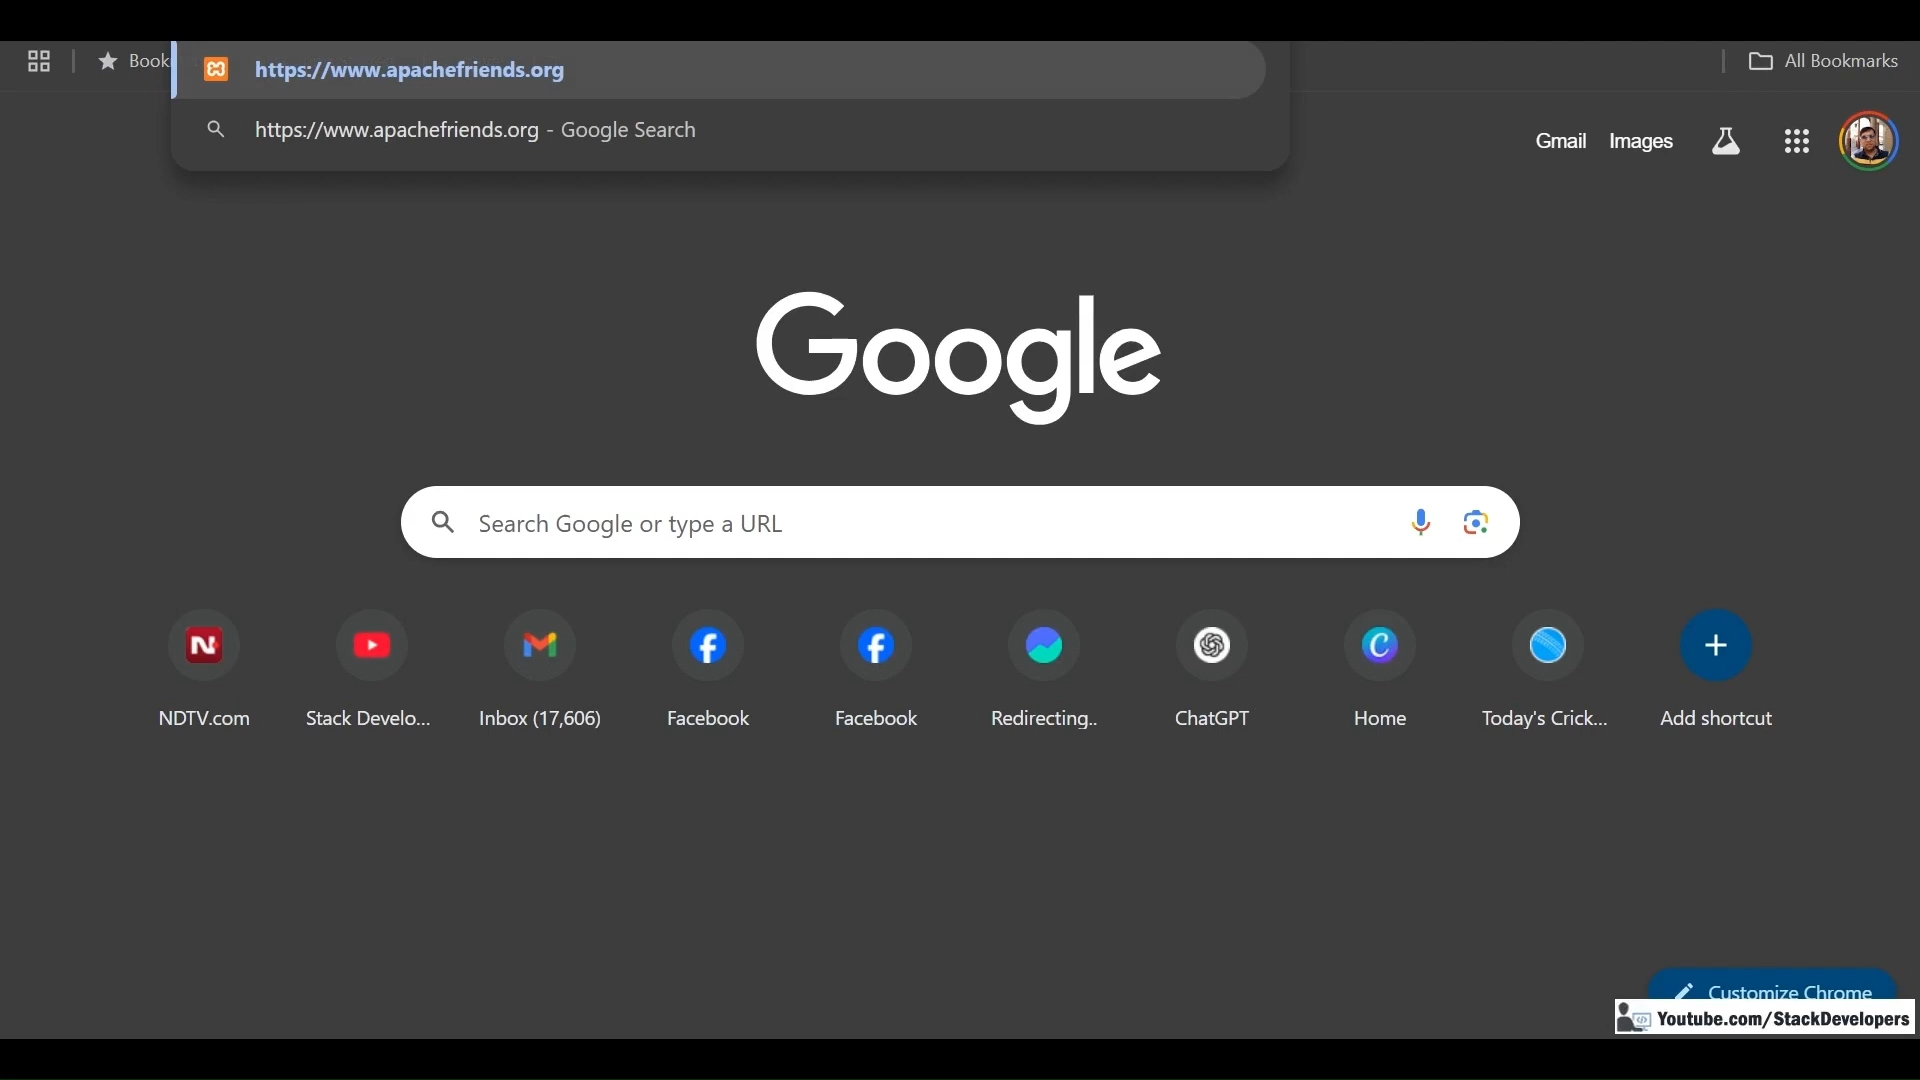 Book
https://www.apachefriends.org
All Bookmarks
https://www.apachefriends.org - Google Search
Gmail
Images
Google
Search Google or type a URL
NDTV.com
Stack Develo...
Inbox (17,606)
Facebook
Facebook
Redirecting..
ChatGPT
Home
Today's Crick...
Add shortcut
Customize Chrome
Youtube.com/StackDevelopers